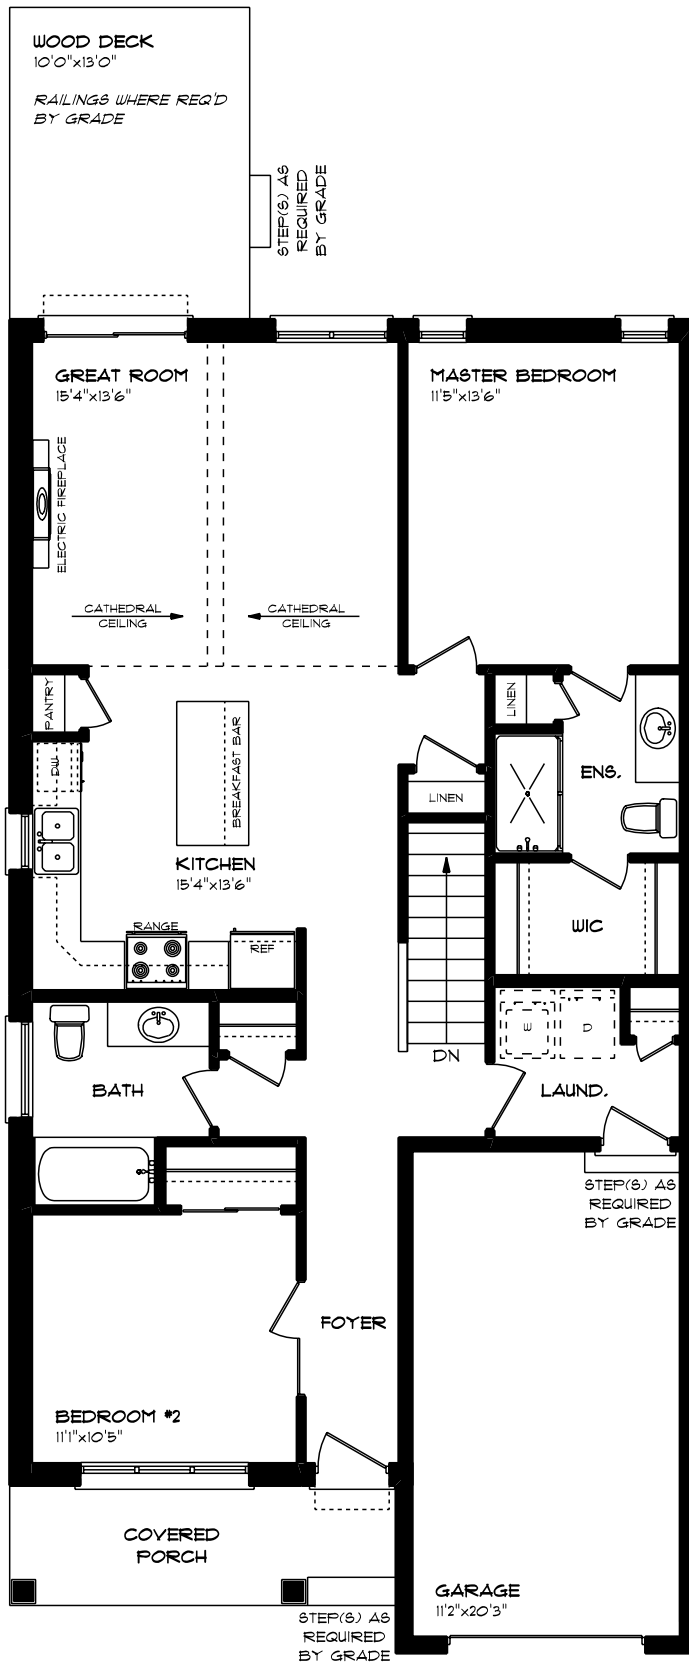 WOOD DECK
10'0"x13'0"
RAILINGS WHERE REQ'D
BY GRADE
STEP(S) AS
REQUIRED
BY GRADE
GREAT ROOM
15'4"x13'6"
MASTER BEDROOM
11'5"x13'6"
ELECTRIC FIREPLACE
CATHEDRAL
CEILING
CATHEDRAL
CEILING
PANTRY
LINEN
BREAKFAST BAR
DW
ENS.
LINEN
KITCHEN
15'4"x13'6"
RANGE
REF
WIC
W
D
DN
BATH
LAUND.
STEP(S) AS
REQUIRED
BY GRADE
FOYER
BEDROOM #2
11'1"x10'5"
COVERED
PORCH
GARAGE
11'2"x20'3"
STEP(S) AS
REQUIRED
BY GRADE